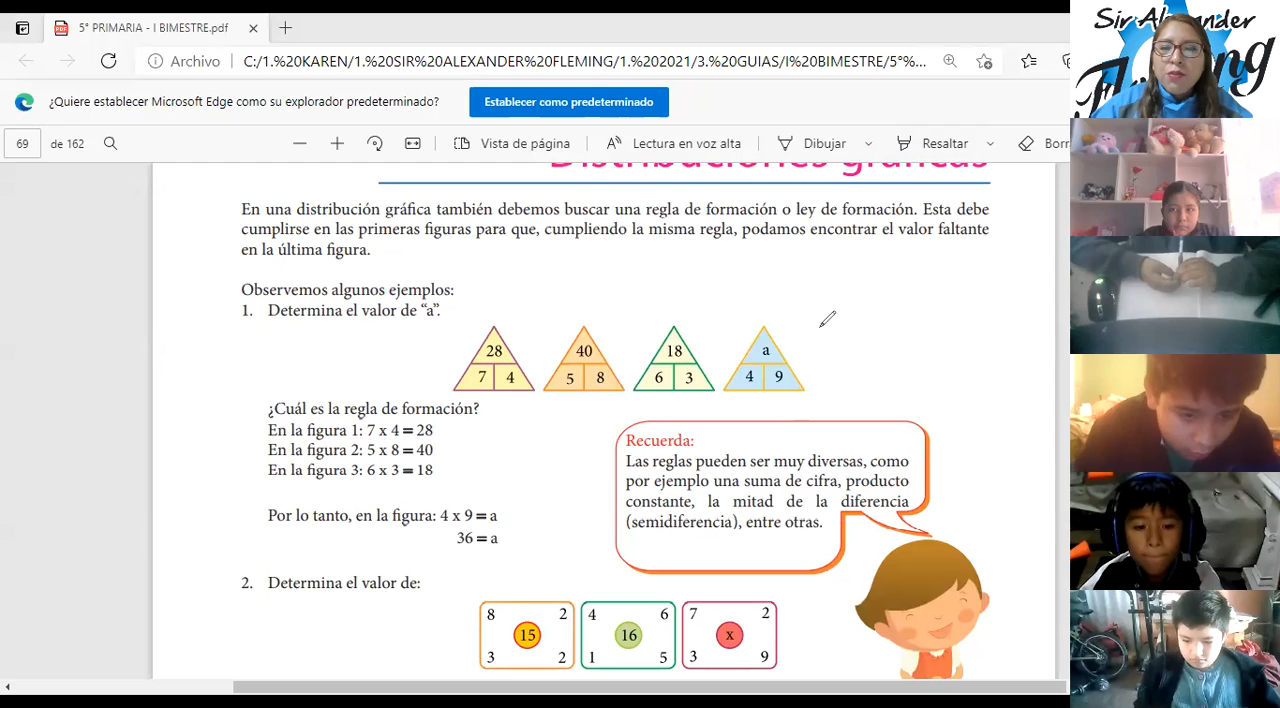 5° PRIMARIA - I BIMESTRE.pdf
Archivo
C:/1.%20KAREN/1.%20SIR%20ALEXANDER%20FLEMING/1.%202021/3.%20GUIAS/I%20BIMESTRE/5°%...
¿Quiere establecer Microsoft Edge como su explorador predeterminado?
Establecer como predeterminado
69 de 162
Vista de página
Lectura en voz alta
Dibujar
Resaltar
Borr
Distribuciones gráficas
En una distribución gráfica también debemos buscar una regla de formación o ley de formación. Esta debe
cumplirse en las primeras figuras para que, cumpliendo la misma regla, podamos encontrar el valor faltante
en la última figura.
Observemos algunos ejemplos:
1. Determina el valor de “a”.
28 40 18 a
7 4 5 8 6 3 4 9
¿Cuál es la regla de formación?
En la figura 1: 7 x 4 = 28
En la figura 2: 5 x 8 = 40
En la figura 3: 6 x 3 = 18
Por lo tanto, en la figura: 4 x 9 = a
36 = a
Recuerda:
Las reglas pueden ser muy diversas, como
por ejemplo una suma de cifra, producto
constante, la mitad de la diferencia
(semidiferencia), entre otras.
2. Determina el valor de:
8 2 4 6 7 2
15 16 x
3 2 1 5 3 9
Sir Alexander
Fleming